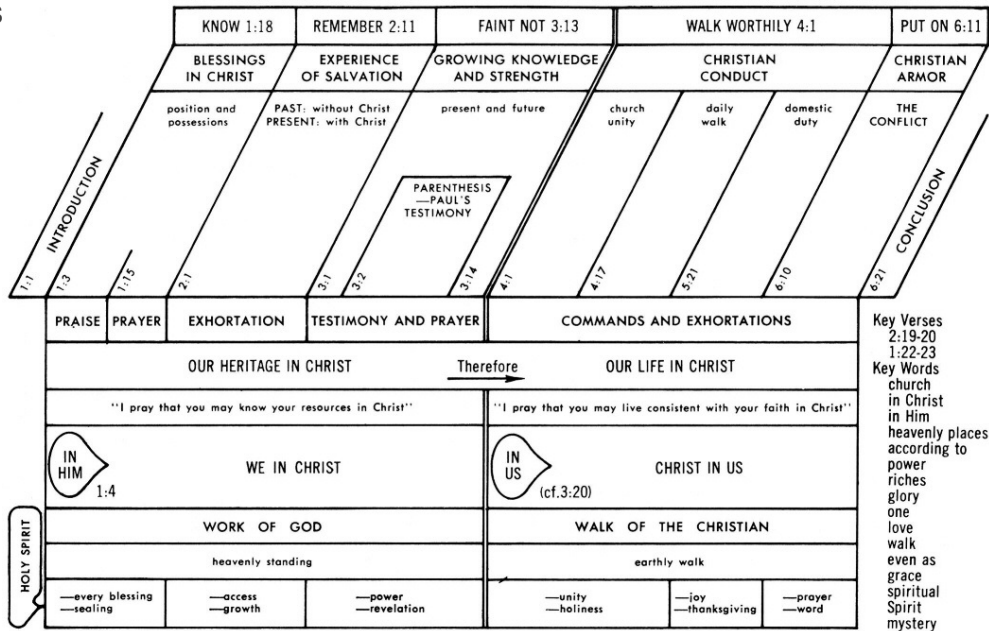 S
KNOW 1:18 REMEMBER 2:11 FAINT NOT 3:13 WALK WORTHILY 4:1 PUT ON 6:11
BLESSINGS
IN CHRIST
EXPERIENCE
OF SALVATION
GROWING KNOWLEDGE
AND STRENGTH
CHRISTIAN
CONDUCT
CHRISTIAN
ARMOR
position and
possessions
PAST: without Christ
PRESENT: with Christ
present and future
church
unity
daily
walk
domestic
duty
THE
CONFLICT
PARENTHESIS
—PAUL'S
TESTIMONY
INTRODUCTION
CONCLUSION
1:1 1:3 1:15 2:1 3:1 3:2 3:14 4:1 4:17 5:21 6:10 6:21
PRAISE PRAYER EXHORTATION TESTIMONY AND PRAYER COMMANDS AND EXHORTATIONS
OUR HERITAGE IN CHRIST Therefore OUR LIFE IN CHRIST
"I pray that you may know your resources in Christ" "I pray that you may live consistent with your faith in Christ"
IN
HIM
1:4
WE IN CHRIST
IN
US
(cf.3:20)
CHRIST IN US
WORK OF GOD WALK OF THE CHRISTIAN
heavenly standing earthly walk
HOLY SPIRIT
—every blessing
—sealing
—access
—growth
—power
—revelation
—unity
—holiness
—joy
—thanksgiving
—prayer
—word
Key Verses
2:19-20
1:22-23
Key Words
church
in Christ
in Him
heavenly places
according to
power
riches
glory
one
love
walk
even as
grace
spiritual
Spirit
mystery